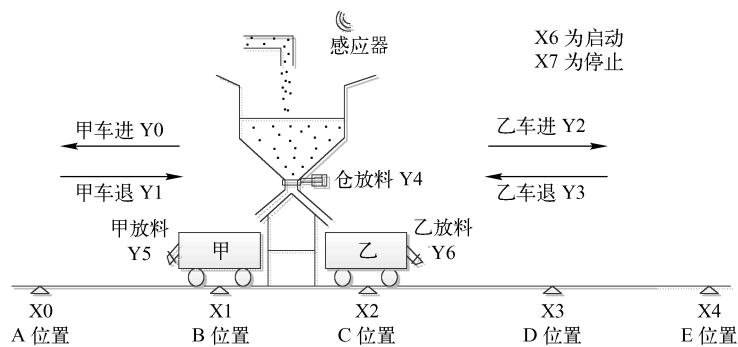 感应器
X6 为启动
X7 为停止
甲车进 Y0
乙车进 Y2
甲车退 Y1
仓放料 Y4
乙车退 Y3
甲放料
Y5
甲
乙
乙放料
Y6
X0
X1
X2
X3
X4
A 位置
B 位置
C 位置
D 位置
E 位置